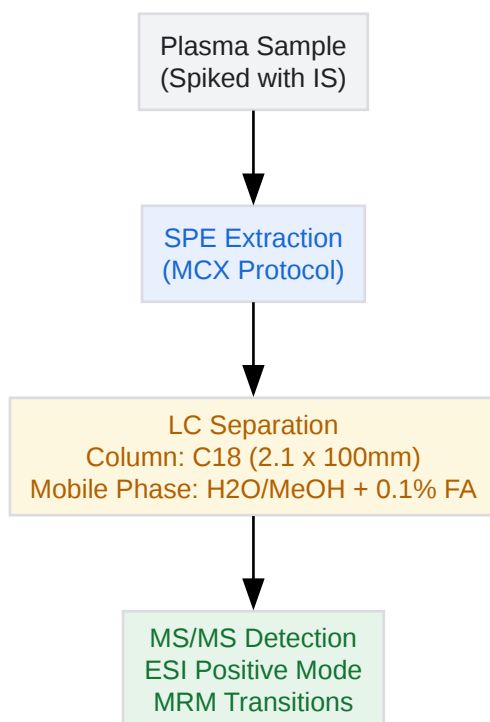 Plasma Sample
(Spiked with IS)
SPE Extraction
(MCX Protocol)
LC Separation
Column: C18 (2.1 x 100mm)
Mobile Phase: H2O/MeOH + 0.1% FA
MS/MS Detection
ESI Positive Mode
MRM Transitions